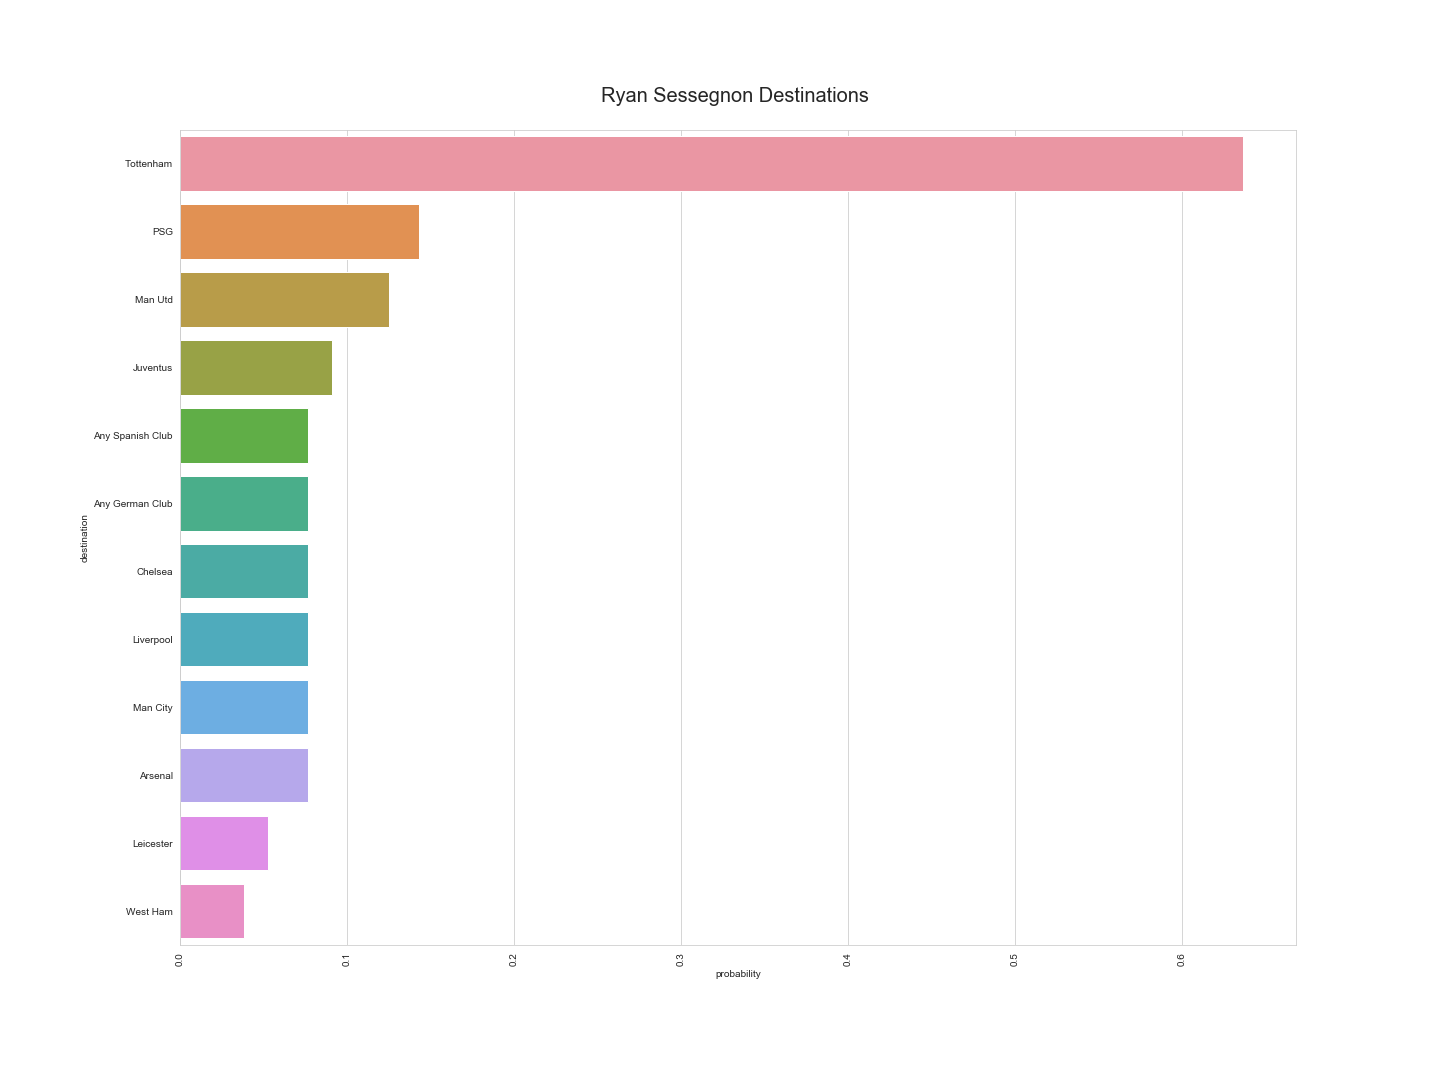 Ryan Sessegnon Destinations
Tottenham
PSG
Man Utd
Juventus
Any Spanish Club
Any German Club
Chelsea
Liverpool
Man City
Arsenal
Leicester
West Ham
destination
0.0
0.1
0.2
0.3
0.4
0.5
0.6
probability